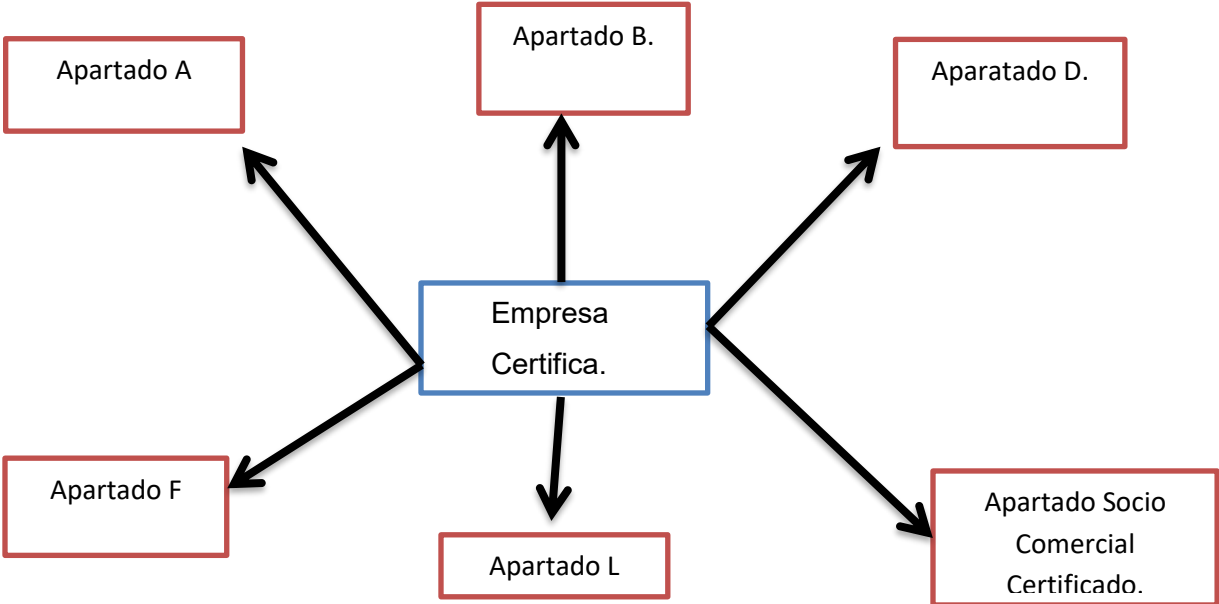 Apartado A
Apartado B.
Aparatado D.
Empresa
Certifica.
Apartado F
Apartado L
Apartado Socio
Comercial
Certificado.